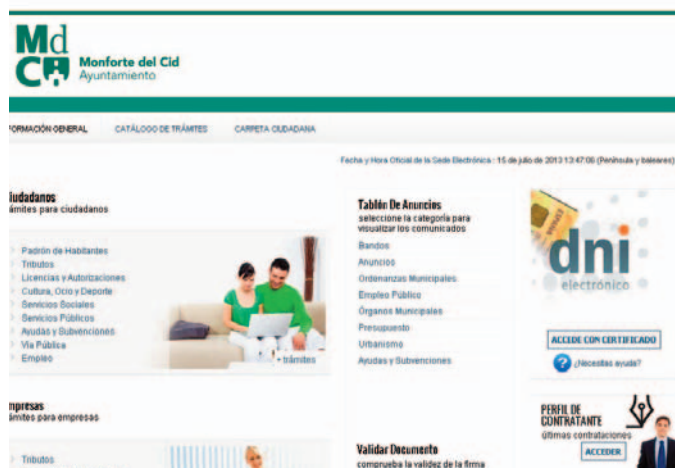 Md
C
Monforte del Cid
Ayuntamiento
FORMACIÓN GENERAL
CATÁLOGO DE TRÁMITES
CARPETA CIUDADANA
Fecha y Hora Oficial de la Sede Electrónica : 15 de julio de 2013 13:47:06 (Península y baleares)
iudadanos
ámites para ciudadanos
Padrón de Habitantes
Tributos
Licencias y Autorizaciones
Cultura, Ocio y Deporte
Servicios Sociales
Servicios Públicos
Ayudas y Subvenciones
Vía Pública
Empleo
+ trámites
mpresas
ámites para empresas
Tributos
Tablón De Anuncios
seleccione la categoría para
visualizar los comunicados
Bandos
Anuncios
Ordenanzas Municipales
Empleo Público
Órganos Municipales
Presupuesto
Urbanismo
Ayudas y Subvenciones
Validar Documento
comprueba la validez de la firma
dni
electrónico
ACCEDE CON CERTIFICADO
¿Necesitas ayuda?
PERFIL DE
CONTRATANTE
últimas contrataciones
ACCEDER